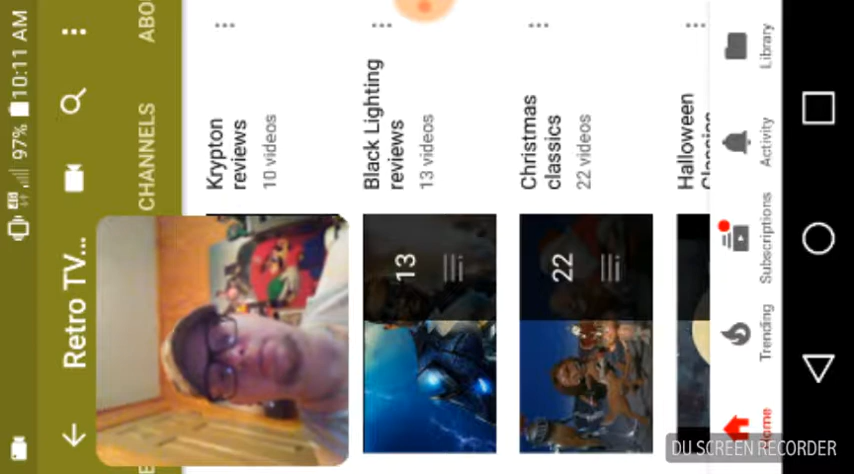 97% 10:11 AM
Retro TV...
CHANNELS
ABO
Krypton
reviews
10 videos
13
Black Lighting
reviews
13 videos
22
Christmas
classics
22 videos
Halloween
Classics
Home
Trending
Subscriptions
Activity
Library
DU SCREEN RECORDER